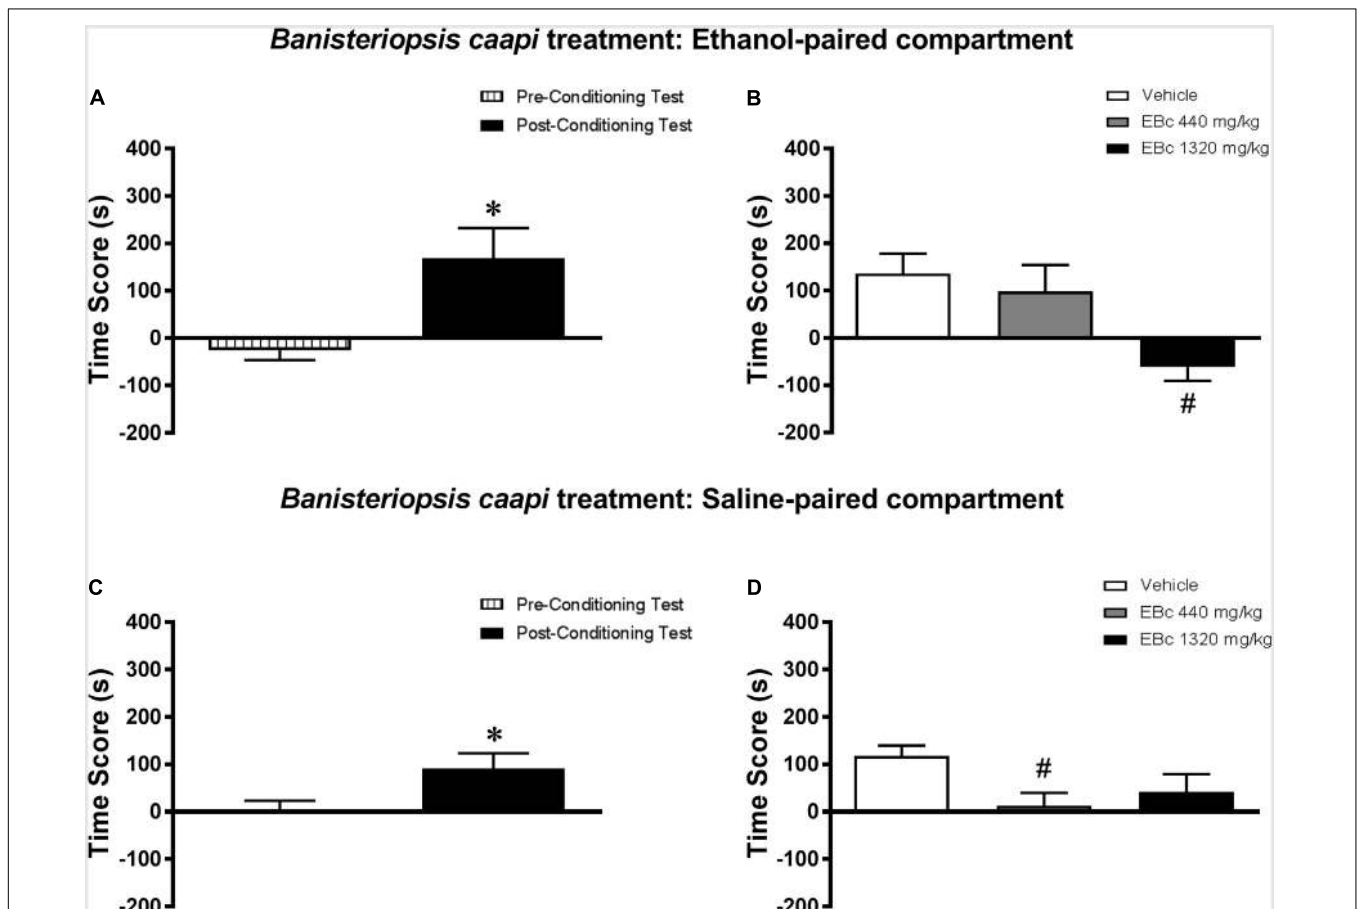 Banisteriopsis caapi treatment: Ethanol-paired compartment
A
Pre-Conditioning Test
Post-Conditioning Test
Time Score (s)
400
300
200
100
0
-100
-200
*
B
Vehicle
EBc 440 mg/kg
EBc 1320 mg/kg
Time Score (s)
400
300
200
100
0
-100
-200
#
Banisteriopsis caapi treatment: Saline-paired compartment
C
Pre-Conditioning Test
Post-Conditioning Test
Time Score (s)
400
300
200
100
0
-100
-200
*
D
Vehicle
EBc 440 mg/kg
EBc 1320 mg/kg
Time Score (s)
400
300
200
100
0
-100
-200
#